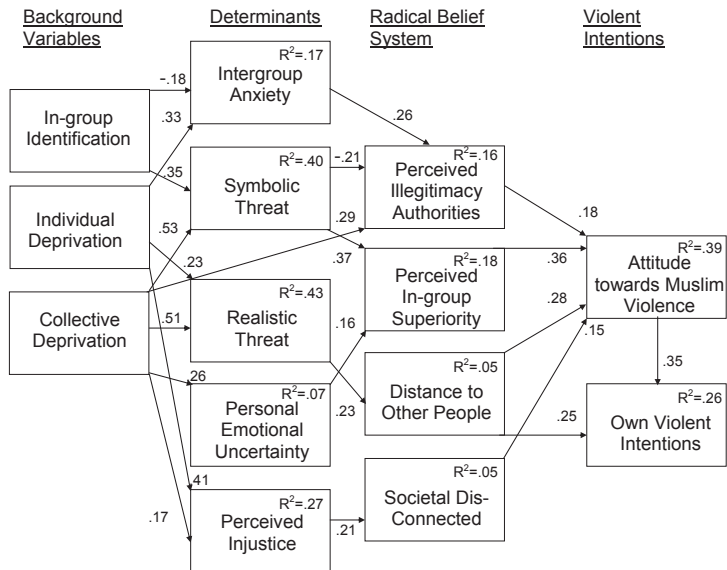 Background
Variables
Determinants
Radical Belief
System
Violent
Intentions
In-group
Identification
Individual
Deprivation
Collective
Deprivation
-.18
.33
.35
.53
.23
.51
.26
.41
.17
R²=.17
Intergroup
Anxiety
R²=.40
Symbolic
Threat
R²=.43
Realistic
Threat
R²=.07
Personal
Emotional
Uncertainty
R²=.27
Perceived
Injustice
.26
-.21
.29
.37
.16
.23
.21
R²=.16
Perceived
Illegitimacy
Authorities
R²=.18
Perceived
In-group
Superiority
R²=.05
Distance to
Other People
R²=.05
Societal Dis-
Connected
.18
.36
.28
.15
.25
R²=.39
Attitude
towards Muslim
Violence
.35
R²=.26
Own Violent
Intentions